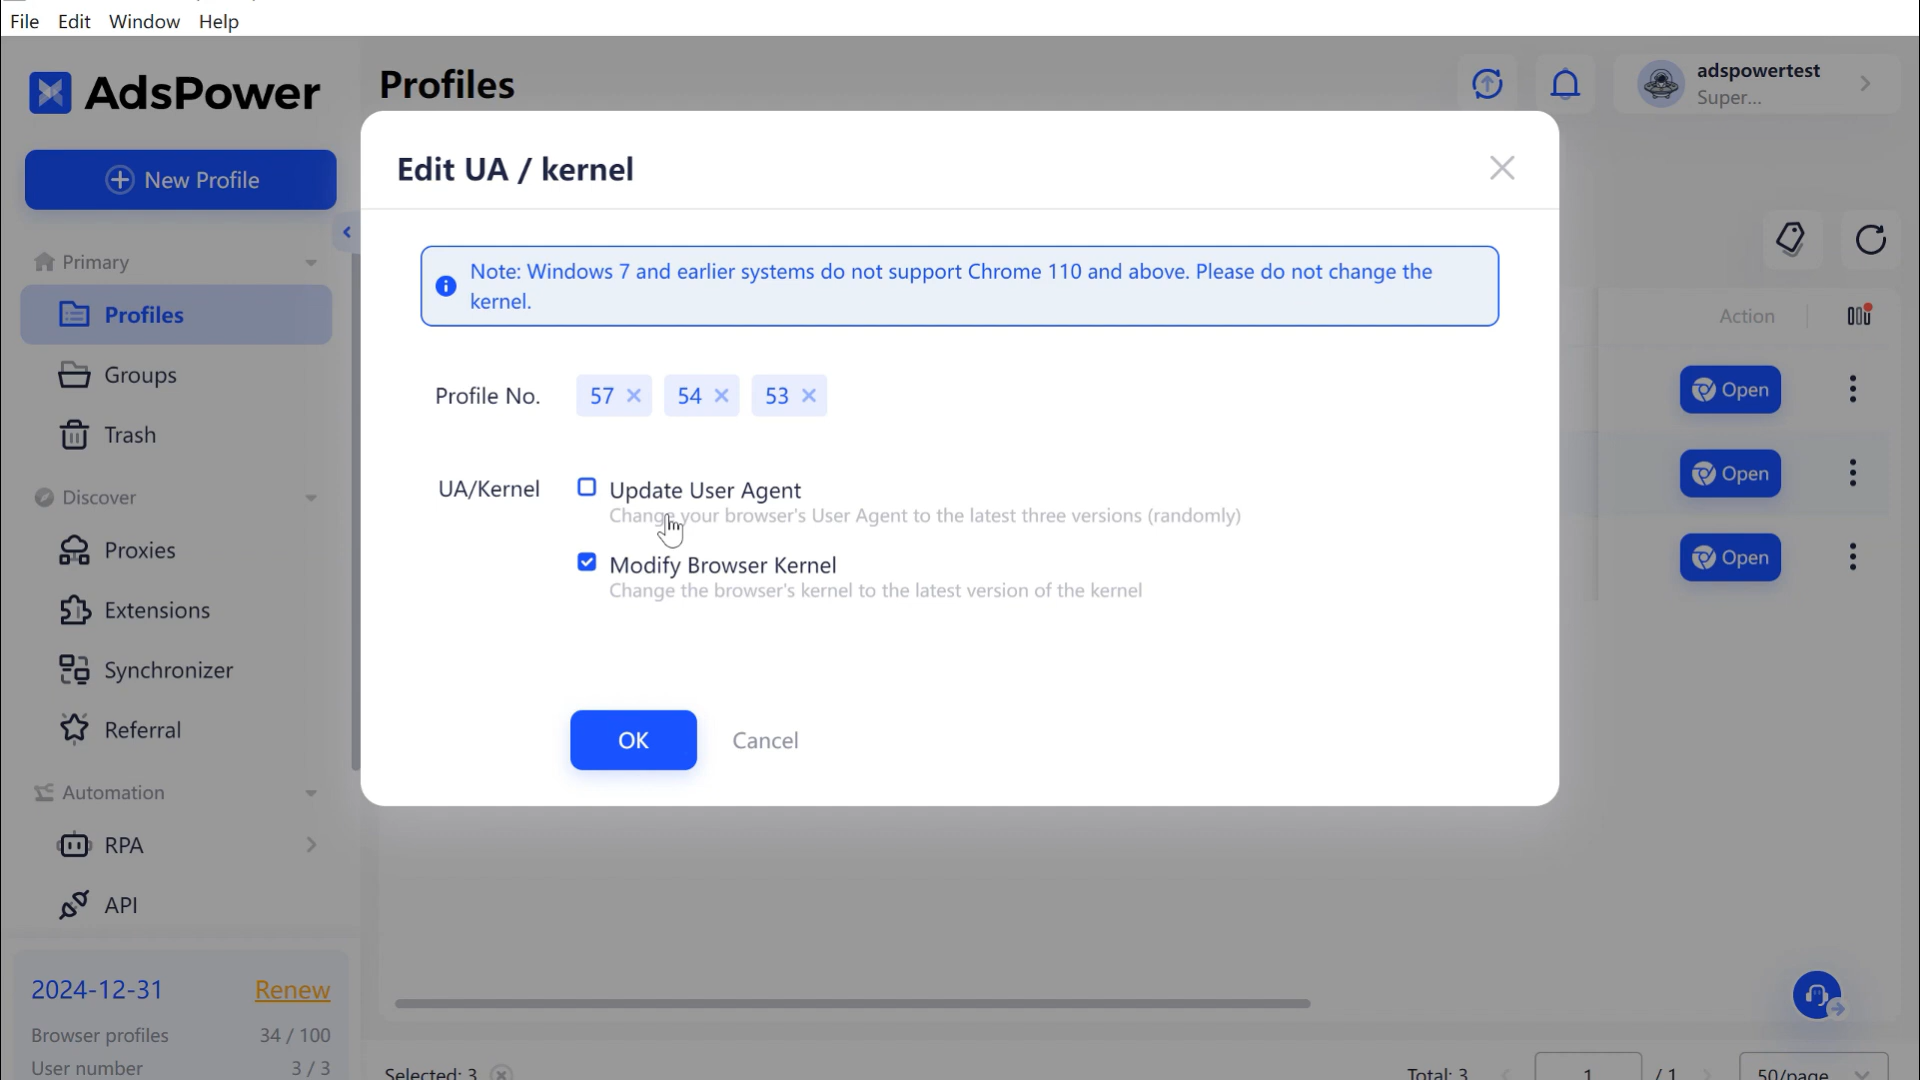 File Edit Window Help
AdsPower
Profiles
adspowertest
Super...
New Profile
Edit UA / kernel
Primary
Note: Windows 7 and earlier systems do not support Chrome 110 and above. Please do not change the
kernel.
Profiles
Action
Groups
Profile No. 57 54 53
Open
Trash
Open
UA/Kernel
Update User Agent
Change your browser's User Agent to the latest three versions (randomly)
Discover
Proxies
Modify Browser Kernel
Change the browser's kernel to the latest version of the kernel
Open
Extensions
Synchronizer
Referral
OK Cancel
Automation
RPA
API
2024-12-31 Renew
Browser profiles 34 / 100
User number 3 / 3
Selected: 3
Total: 3 1 / 1 50/page